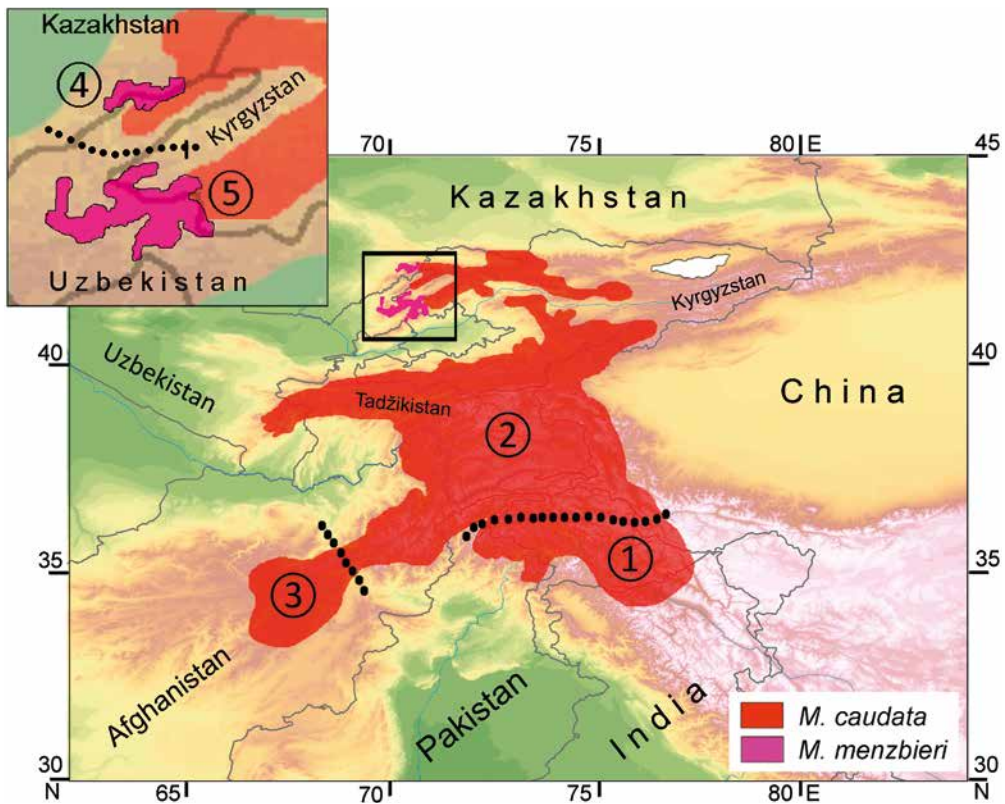 Kazakhstan
④
Kyrgyzstan
⑤
Uzbekistan
70
75
80 E
45
Kazakhstan
Kyrgyzstan
40
Uzbekistan
40
Tadžikistan
China
②
35
①
35
③
Afghanistan
Pakistan
India
M. caudata
M. menzbieri
30
30
N
65
70
75
80 E
N